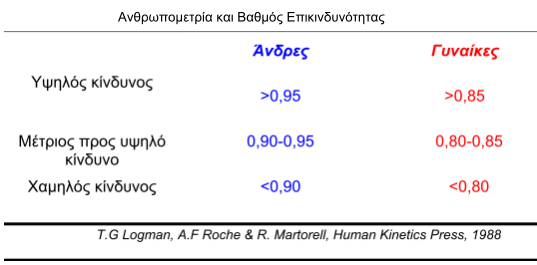 Ανθρωπομετρία και Βαθμός Επικινδυνότητας
Άνδρες Γυναίκες
Υψηλός κίνδυνος
>0,95 >0,85
Μέτριος προς υψηλό 0,90-0,95 0,80-0,85
κίνδυνο
Χαμηλός κίνδυνος <0,90 <0,80
T.G Logman, A.F Roche & R. Martorell, Human Kinetics Press, 1988